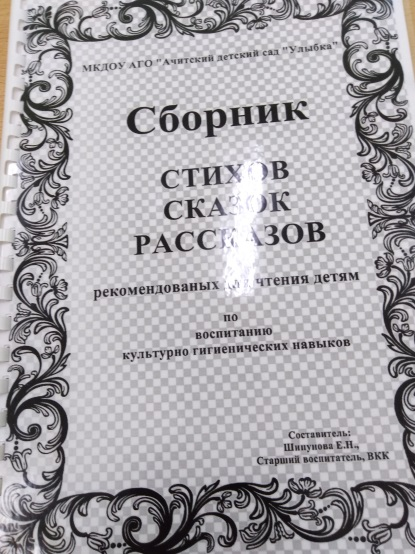 МКДОУ АГО "Ачитский детский сад "Улыбка"
Сборник
СТИХОВ
СКАЗОК
РАССКАЗОВ
рекомендованых для чтения детям
по
воспитанию
культурно гигиенических навыков
Составитель:
Шипунова Е.Н.,
Старший воспитатель, ВКК